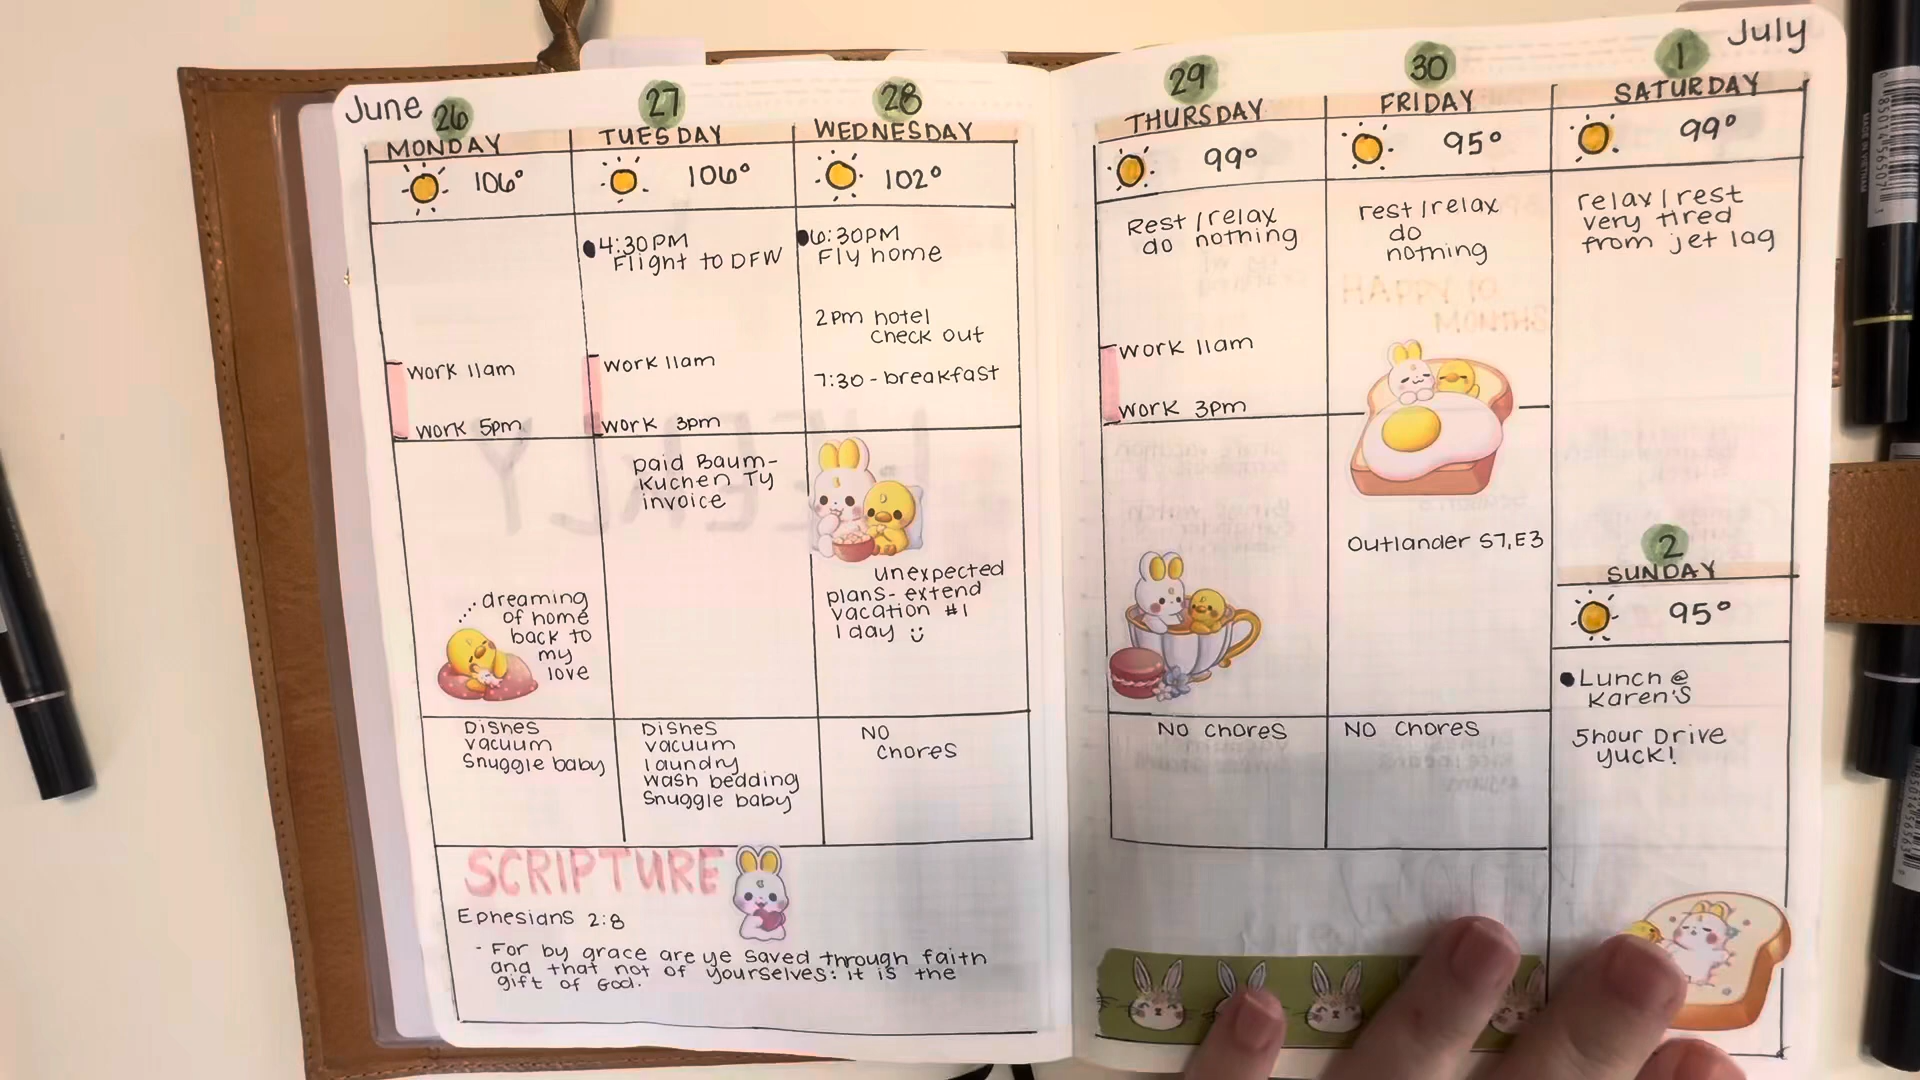 June
26
MONDAY
106°
work 11am
work 5pm
...dreaming
of home
back to
my
love
Dishes
vacuum
Snuggle baby
27
TUESDAY
106°
4:30PM
Flight to DFW
work 11am
work 3pm
paid Baum-
Kuchen Ty
invoice
Dishes
vacuum
laundry
wash bedding
Snuggle baby
28
WEDNESDAY
102°
6:30PM
Fly home
2pm hotel
check out
7:30 - breakfast
unexpected
plans - extend
vacation #1
1 day
NO
chores
SCRIPTURE
Ephesians 2:8
- For by grace are ye saved through faith
and that not of yourselves: it is the
gift of God.
29
THURSDAY
99°
Rest/relax
do nothing
work 11am
work 3pm
NO chores
30
FRIDAY
95°
rest/relax
do
nothing
Outlander S7, E3
NO chores
July
1
SATURDAY
99°
relax/rest
very tired
from jet lag
2
SUNDAY
95°
Lunch @
Karen's
5hour Drive
yuck!